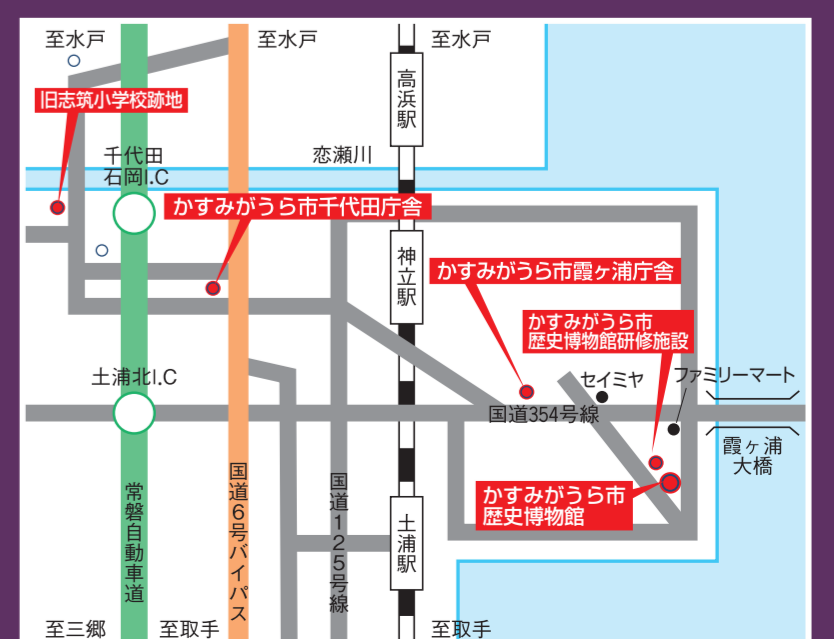 至水戸
至水戸
至水戸
高浜駅
旧志筑小学校跡地
千代田
石岡I.C
恋瀬川
かすみがうら市千代田庁舎
神立駅
かすみがうら市霞ヶ浦庁舎
かすみがうら市
歴史博物館研修施設
土浦北I.C
セイミヤ
ファミリーマート
国道354号線
霞ヶ浦
大橋
常磐自動車道
国道6号バイパス
国道125号線
かすみがうら市
歴史博物館
土浦駅
至三郷
至取手
至取手